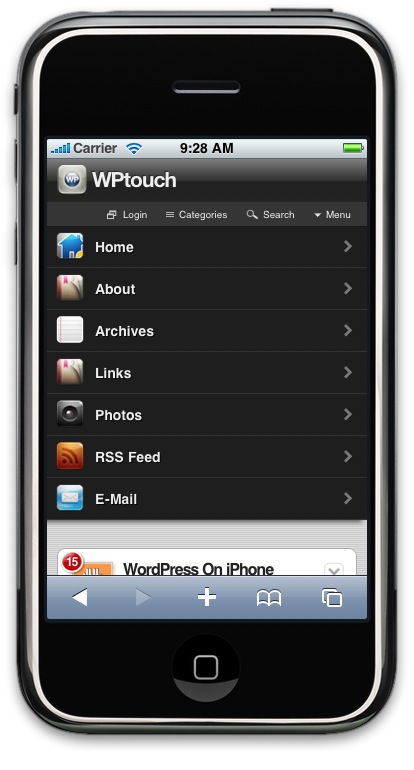 Carrier 9:28 AM
WP WPtouch
Login Categories Search Menu
Home
About
Archives
Links
Photos
RSS Feed
E-Mail
15 WordPress On iPhone